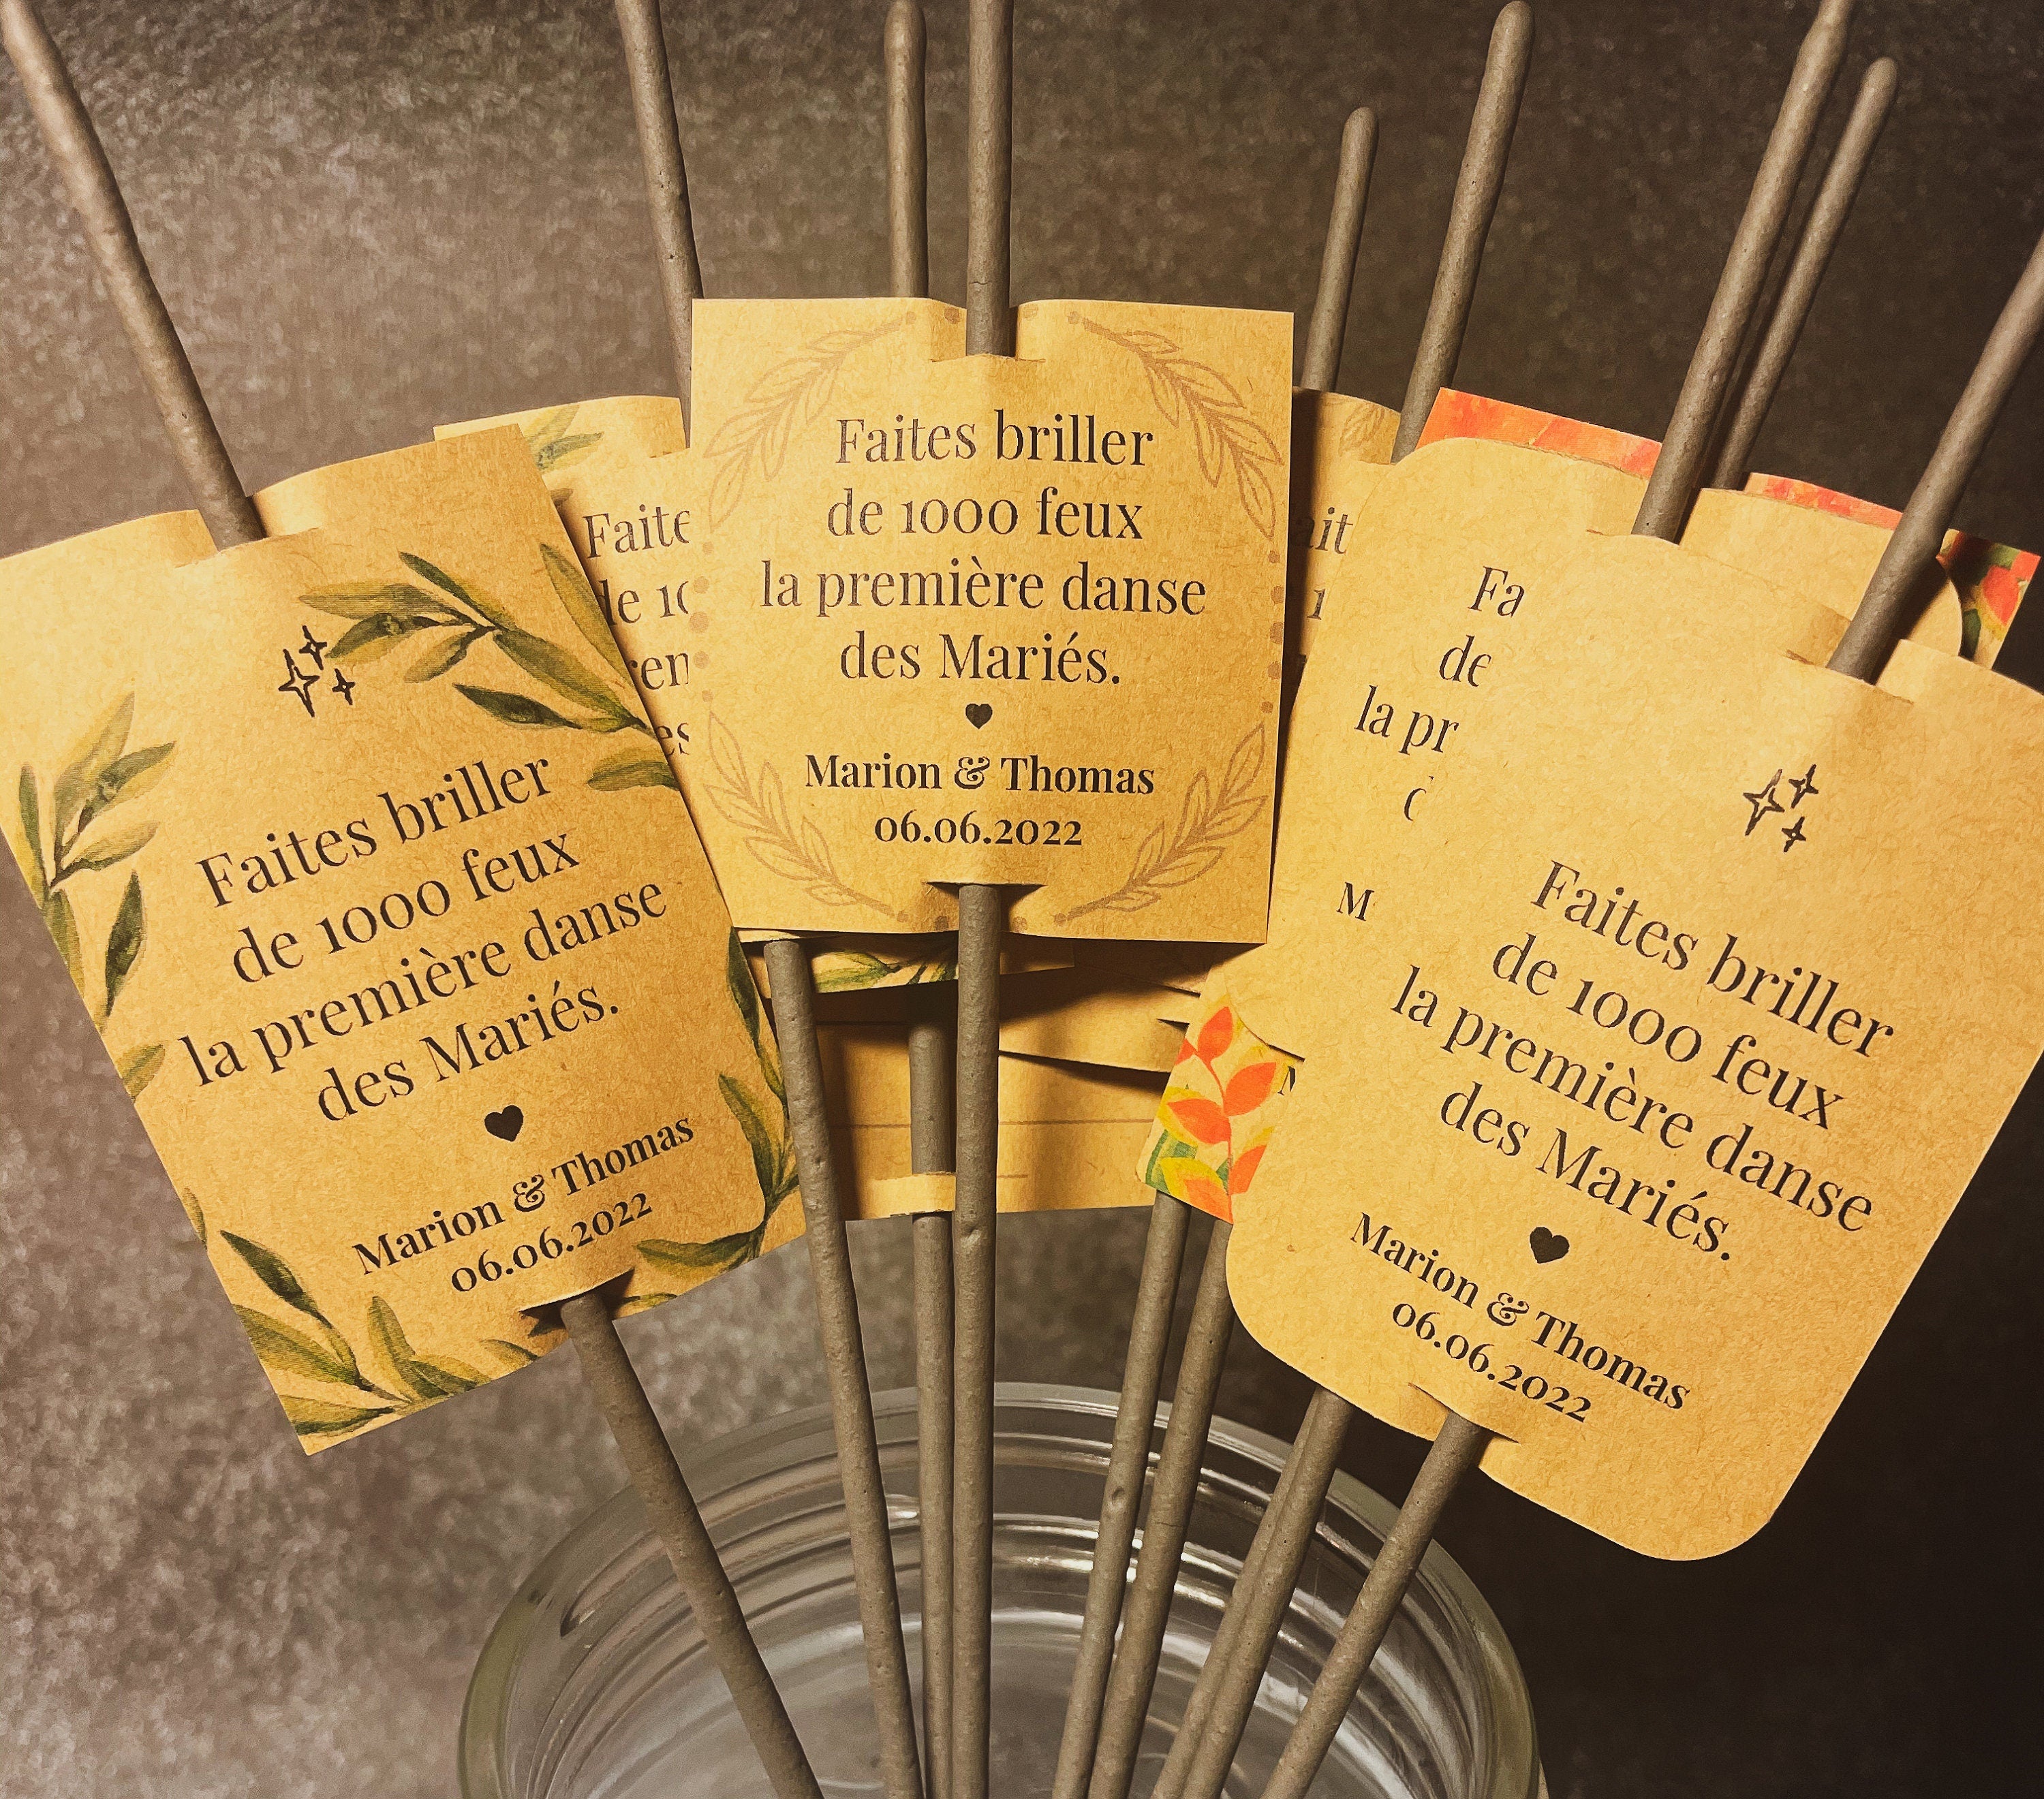 Faites briller
de 1000 feux
la première danse
des Mariés.
Marion & Thomas
06.06.2022
Faites briller
de 1000 feux
la première danse
des Mariés.
Marion & Thomas
06.06.2022
Faites briller
de 1000 feux
la première danse
des Mariés.
Marion & Thomas
06.06.2022